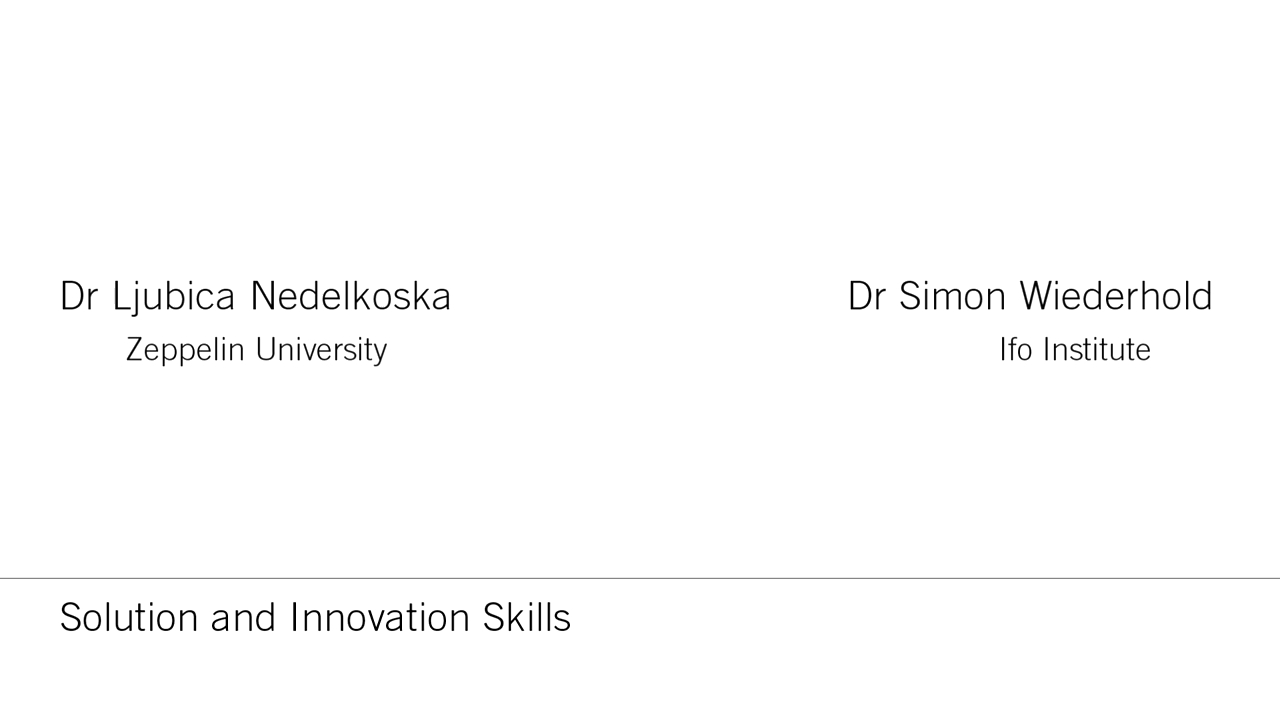 Dr Ljubica Nedelkoska
Zeppelin University
Dr Simon Wiederhold
Ifo Institute
Solution and Innovation Skills